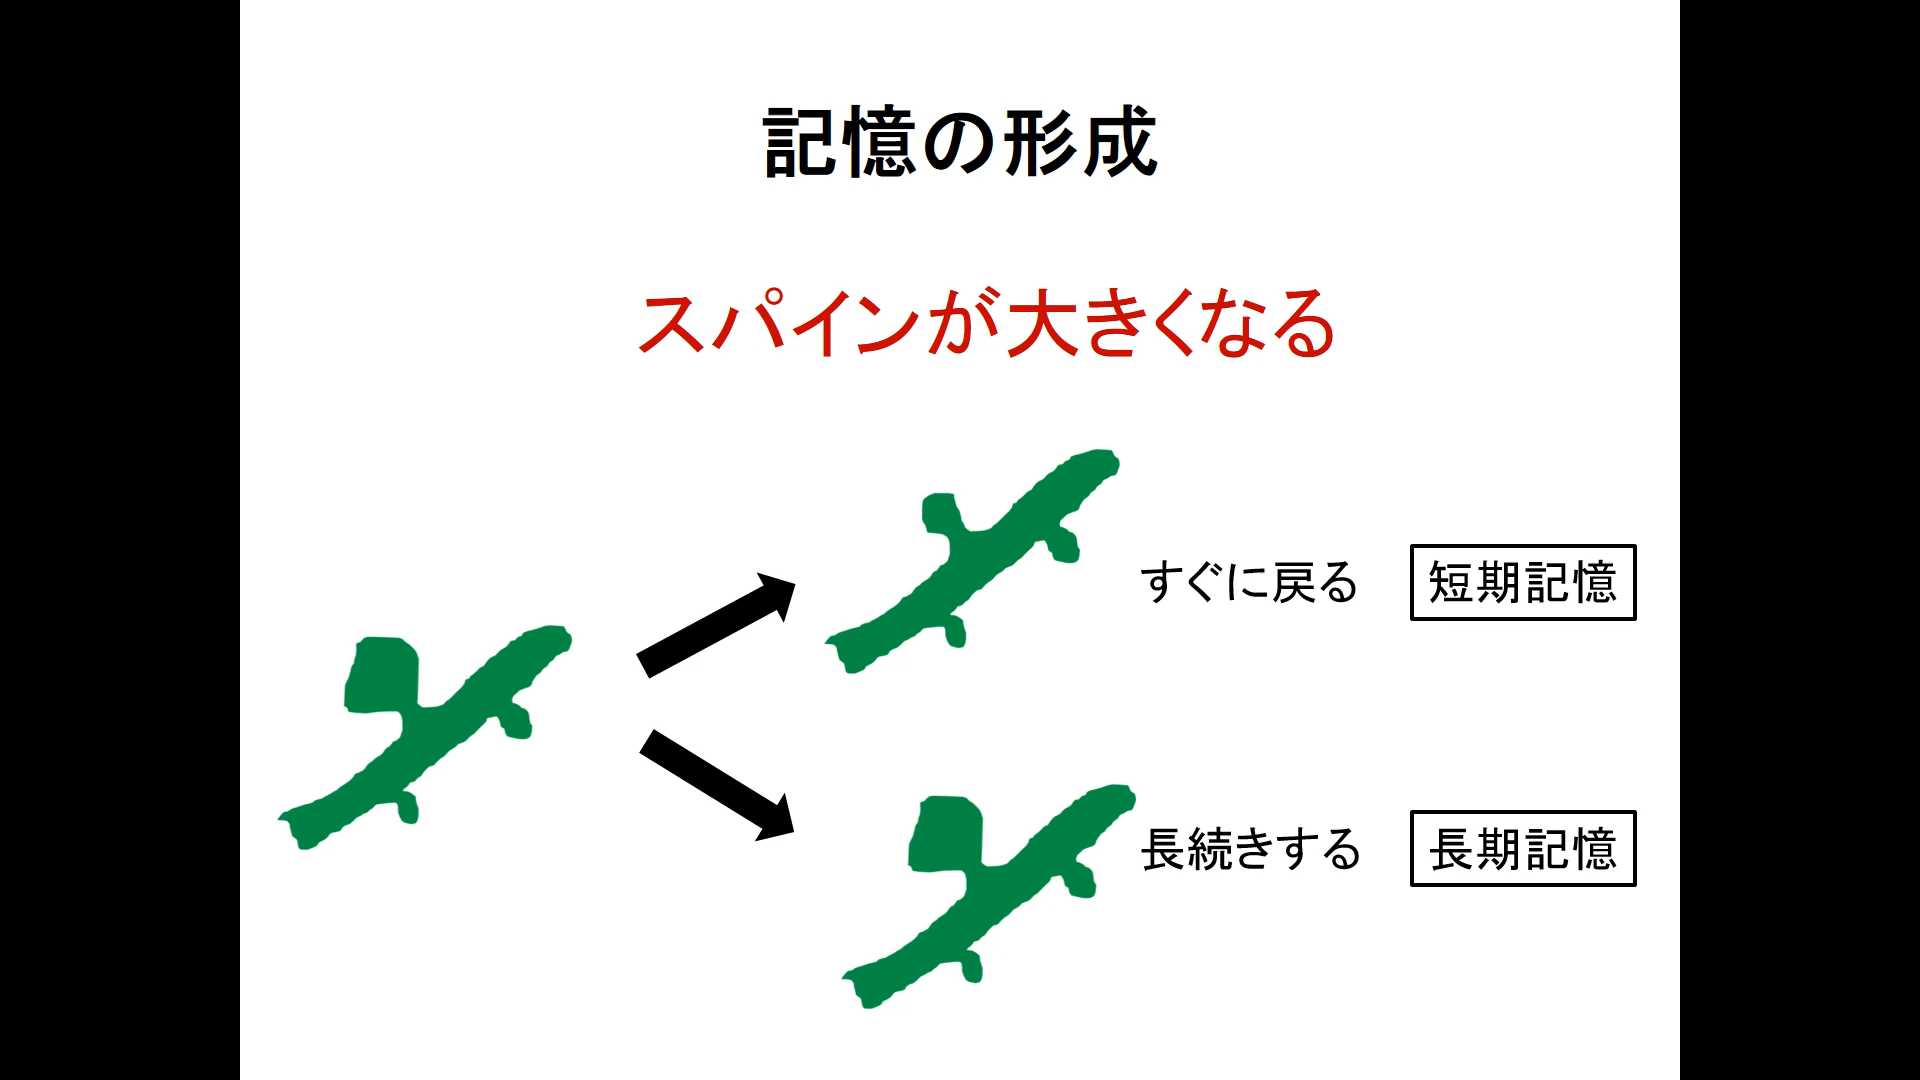 記憶の形成
スパインが大きくなる
すぐに戻る
短期記憶
長続きする
長期記憶